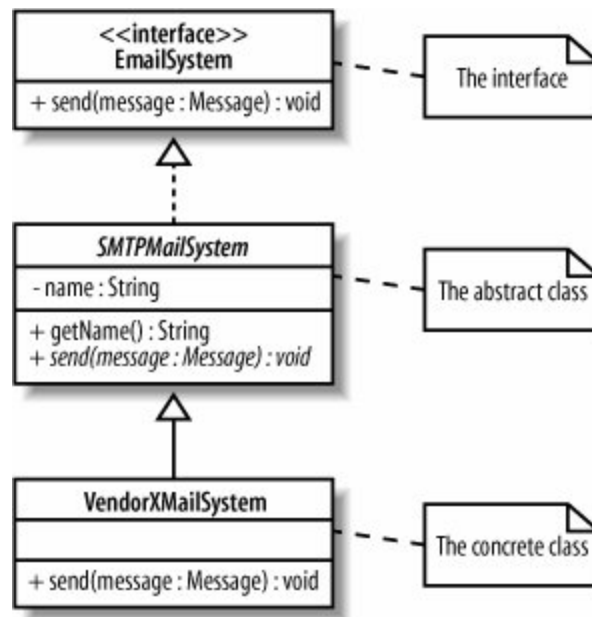 <<interface>>
EmailSystem
The interface
+ send(message : Message) : void
SMTPMailSystem
- name : String
The abstract class
+ getName() : String
+ send(message : Message) : void
VendorXMailSystem
The concrete class
+ send(message : Message) : void